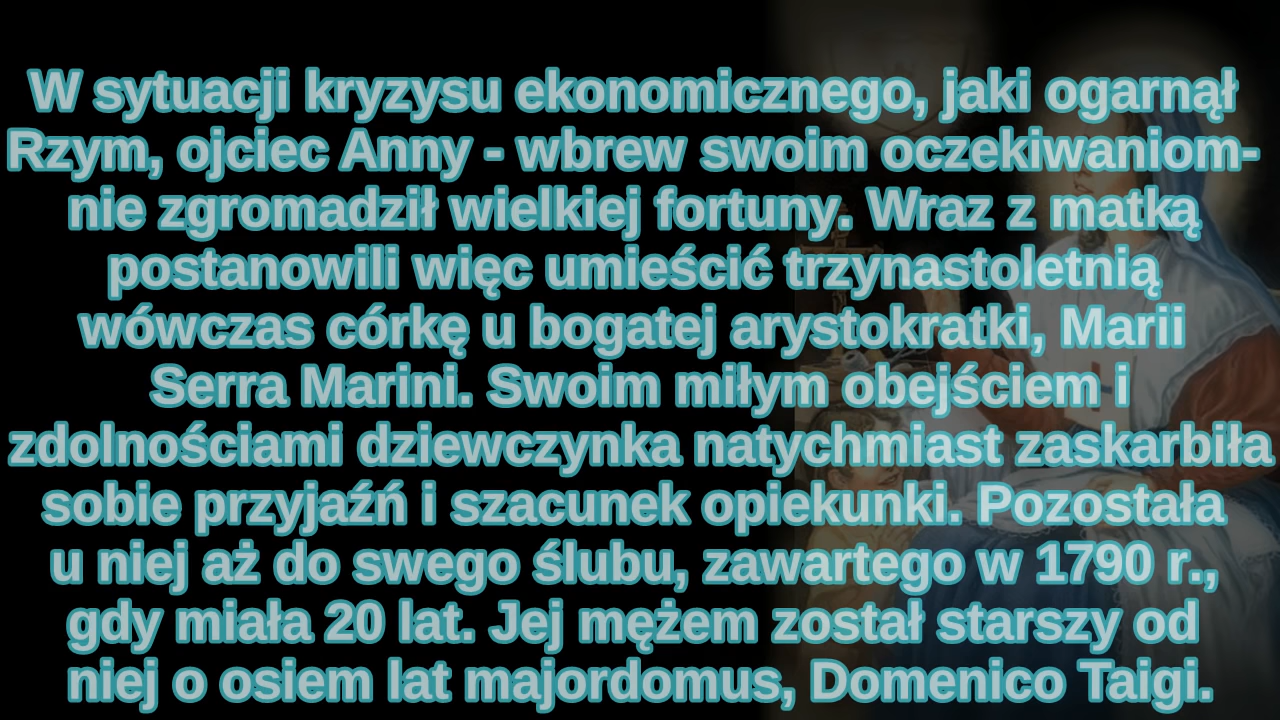 W sytuacji kryzysu ekonomicznego, jaki ogarnął
Rzym, ojciec Anny - wbrew swoim oczekiwaniom-
nie zgromadził wielkiej fortuny. Wraz z matką
postanowili więc umieścić trzynastoletnią
wówczas córkę u bogatej arystokratki, Marii
Serra Marini. Swoim miłym obejściem i
zdolnościami dziewczynka natychmiast zaskarbiła
sobie przyjaźń i szacunek opiekunki. Pozostała
u niej aż do swego ślubu, zawartego w 1790 r.,
gdy miała 20 lat. Jej mężem został starszy od
niej o osiem lat majordomus, Domenico Taigi.